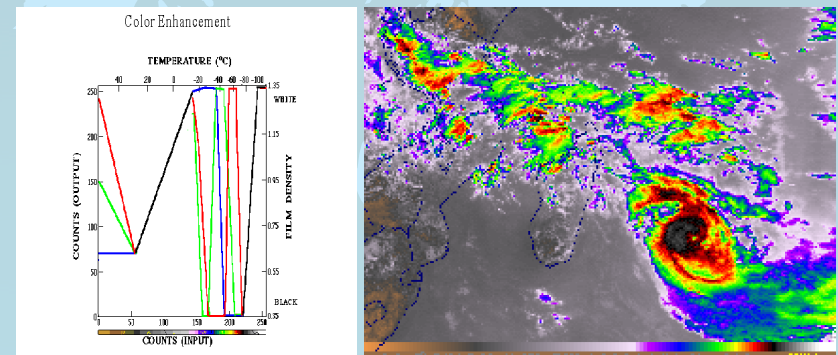 Color Enhancement
TEMPERATURE (°C)
40 20 0 -20 -40 -60 -80 -100
250
200
150
100
50
0
COUNTS (OUTPUT)
1.35
WHITE
1.15
0.95
0.75
0.55
BLACK
0.35
FILM DENSITY
0 50 100 150 200 250
COUNTS (INPUT)